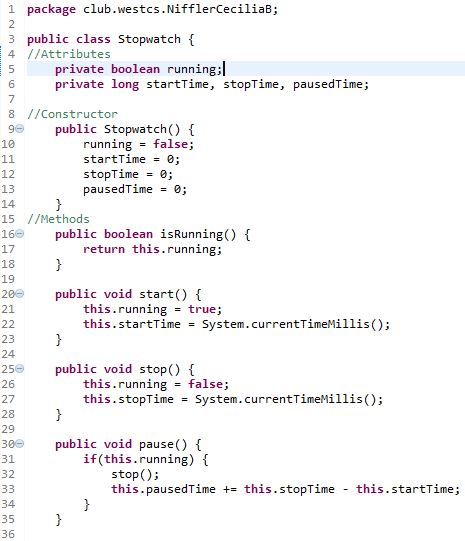 1 package club.westcs.NifflerCeciliaB;
2
3 public class Stopwatch {
4 //Attributes
5     private boolean running;
6     private long startTime, stopTime, pausedTime;
7
8 //Constructor
9     public Stopwatch() {
10         running = false;
11         startTime = 0;
12         stopTime = 0;
13         pausedTime = 0;
14     }
15 //Methods
16     public boolean isRunning() {
17         return this.running;
18     }
19
20     public void start() {
21         this.running = true;
22         this.startTime = System.currentTimeMillis();
23     }
24
25     public void stop() {
26         this.running = false;
27         this.stopTime = System.currentTimeMillis();
28     }
29
30     public void pause() {
31         if(this.running) {
32             stop();
33             this.pausedTime += this.stopTime - this.startTime;
34         }
35     }
36